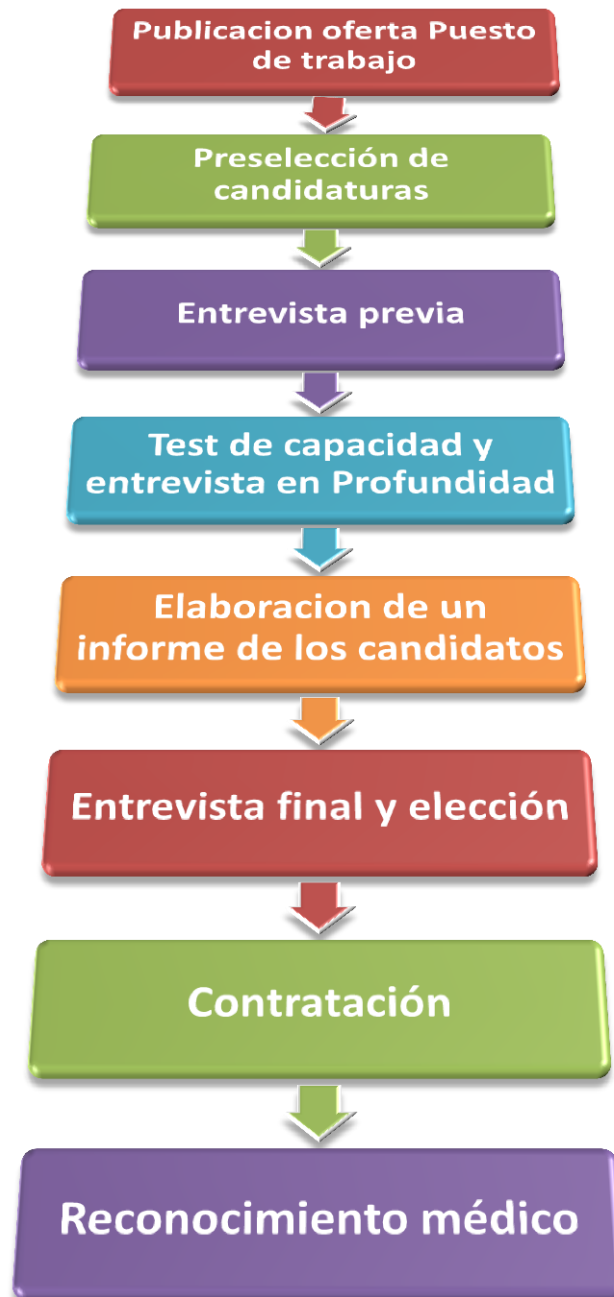 Publicacion oferta Puesto
de trabajo
Preselección de
candidaturas
Entrevista previa
Test de capacidad y
entrevista en Profundidad
Elaboracion de un
informe de los candidatos
Entrevista final y elección
Contratación
Reconocimiento médico